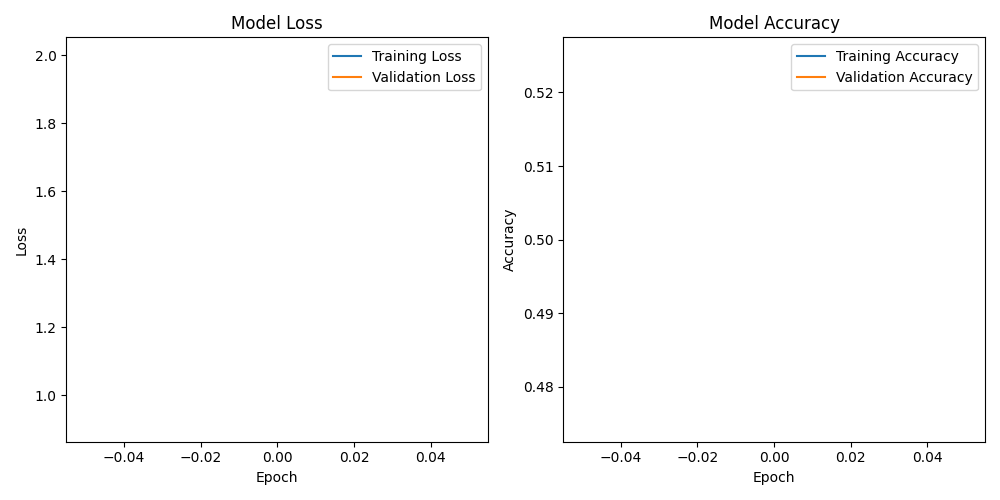 Model Loss
Training Loss
Validation Loss
2.0
1.8
1.6
1.4
1.2
1.0
Loss
−0.04 −0.02 0.00 0.02 0.04
Epoch
Model Accuracy
Training Accuracy
Validation Accuracy
0.52
0.51
0.50
0.49
0.48
Accuracy
−0.04 −0.02 0.00 0.02 0.04
Epoch